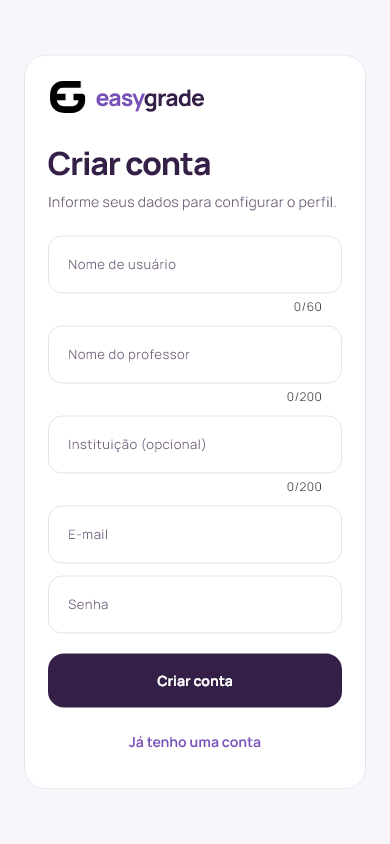 easygrade
Criar conta
Informe seus dados para configurar o perfil.
Nome de usuário
0/60
Nome do professor
0/200
Instituição (opcional)
0/200
E-mail
Senha
Criar conta
Já tenho uma conta